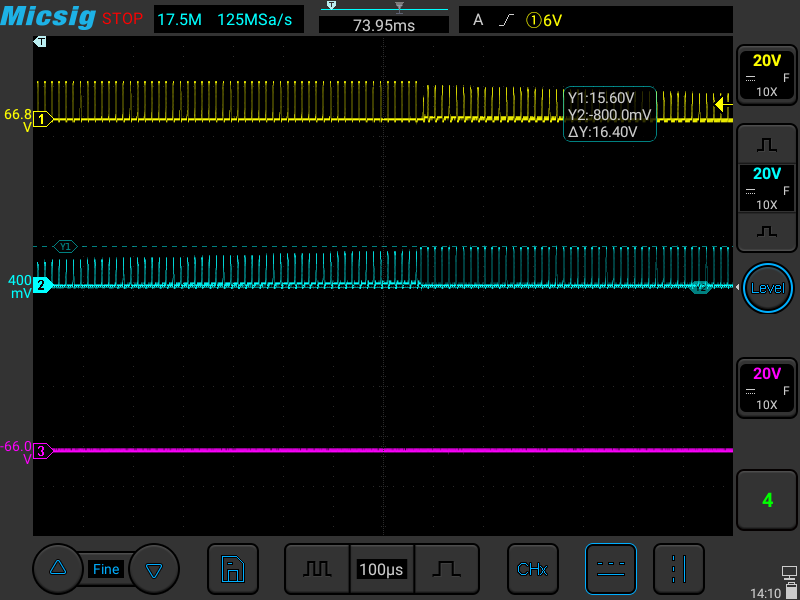 Micsig STOP 17.5M 125MSa/s T 73.95ms A ① 6V
T
20V
F
10X
66.8
V
1
Y1:15.60V
Y2:-800.0mV
ΔY:16.40V
20V
F
10X
Y1
400
mV
2
Y2
Level
20V
F
10X
-66.0
V
3
4
Fine
100μs
CHx
14:10